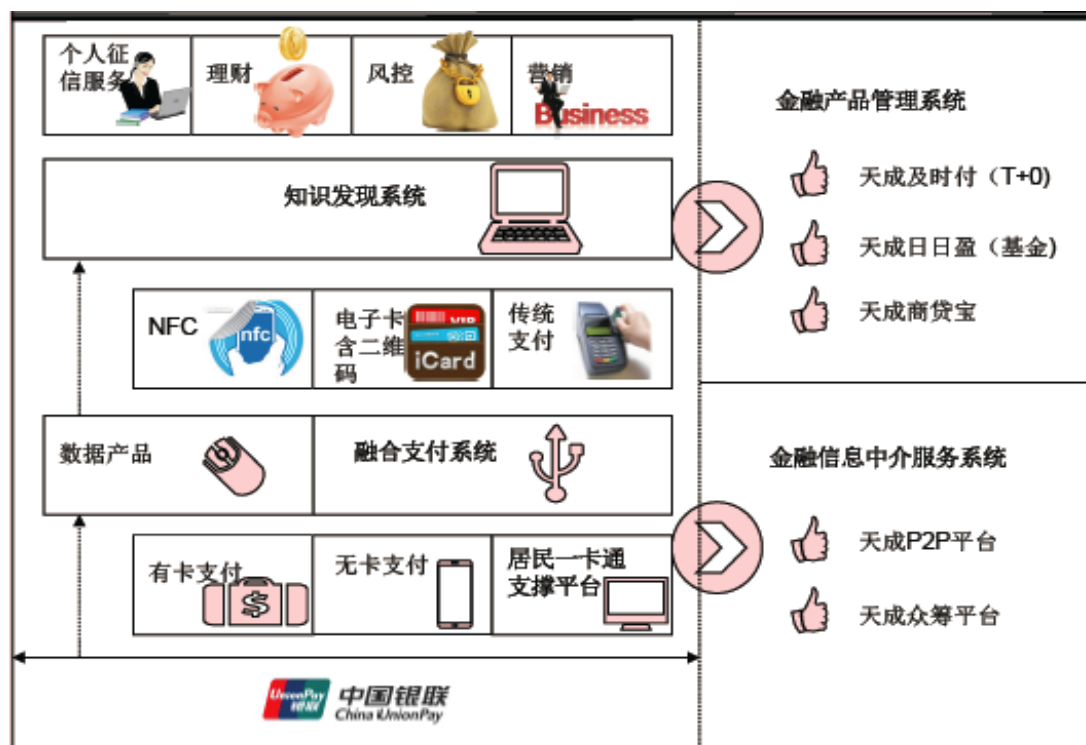 个人征
信服务
理财
风控
营销
Business
知识发现系统
NFC
nfc
电子卡
含二维
码
iCard
传统
支付
数据产品
融合支付系统
有卡支付
$
无卡支付
居民一卡通
支撑平台
UnionPay
银联
中国银联
China UnionPay
金融产品管理系统
天成及时付（T+0)
天成日日盈（基金)
天成商贷宝
金融信息中介服务系统
天成P2P平台
天成众筹平台